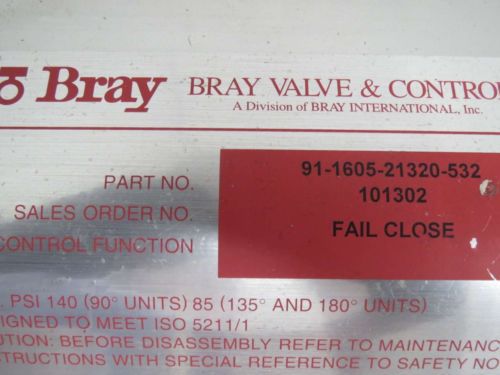 Bray BRAY VALVE & CONTRO
A Division of BRAY INTERNATIONAL, Inc.
PART NO. 91-1605-21320-532
SALES ORDER NO. 101302
CONTROL FUNCTION FAIL CLOSE
. PSI 140 (90° UNITS) 85 (135° AND 180° UNITS)
IGNED TO MEET ISO 5211/1
UTION: BEFORE DISASSEMBLY REFER TO MAINTENANC
STRUCTIONS WITH SPECIAL REFERENCE TO SAFETY NO